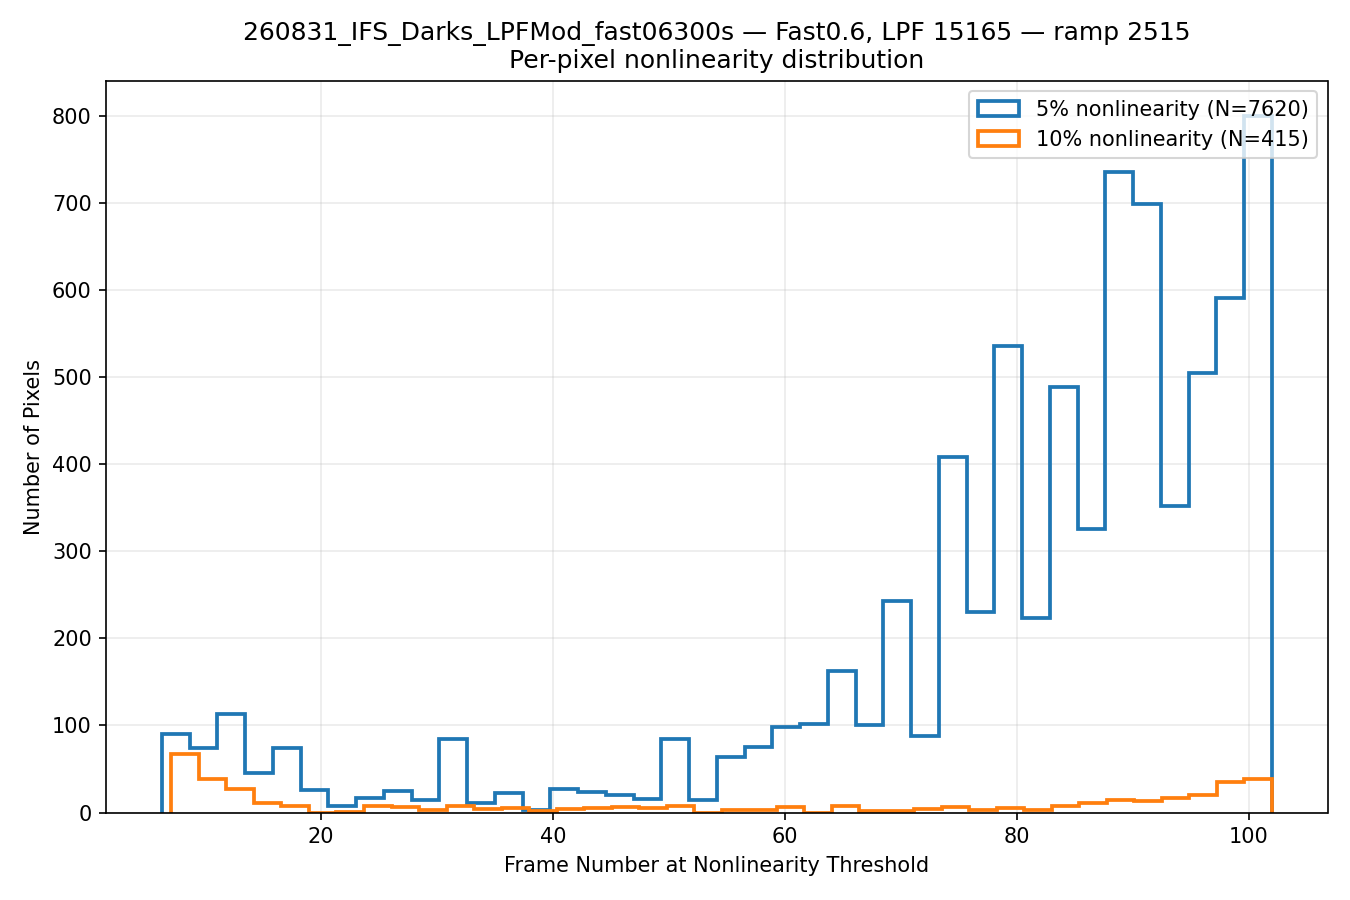 260831_IFS_Darks_LPFMod_fast06300s — Fast0.6, LPF 15165 — ramp 2515
Per-pixel nonlinearity distribution
5% nonlinearity (N=7620)
10% nonlinearity (N=415)
800
700
600
500
400
300
200
100
0
Number of Pixels
20 40 60 80 100
Frame Number at Nonlinearity Threshold